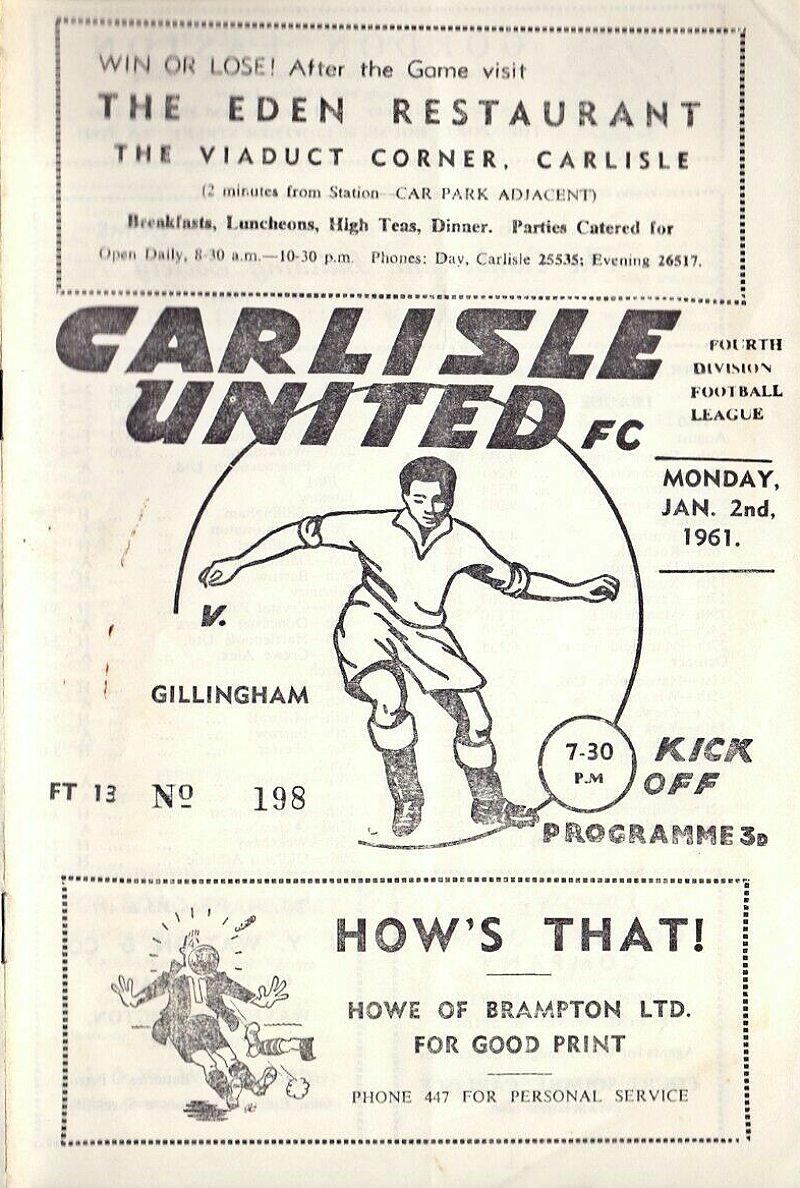 WIN OR LOSE! After the Game visit
THE EDEN RESTAURANT
THE VIADUCT CORNER, CARLISLE
(2 minutes from Station—CAR PARK ADJACENT)
Breakfasts, Luncheons, High Teas, Dinner. Parties Catered for
Open Daily, 8-30 a.m.—10-30 p.m. Phones: Day, Carlisle 25535; Evening 26517.
CARLISLE
UNITED FC
FOURTH
DIVISION
FOOTBALL
LEAGUE
MONDAY,
JAN. 2nd,
1961.
V.
GILLINGHAM
7-30
P.M
KICK
OFF
FT 13 Nº 198
PROGRAMME 3D
HOW'S THAT!
HOWE OF BRAMPTON LTD.
FOR GOOD PRINT
PHONE 447 FOR PERSONAL SERVICE